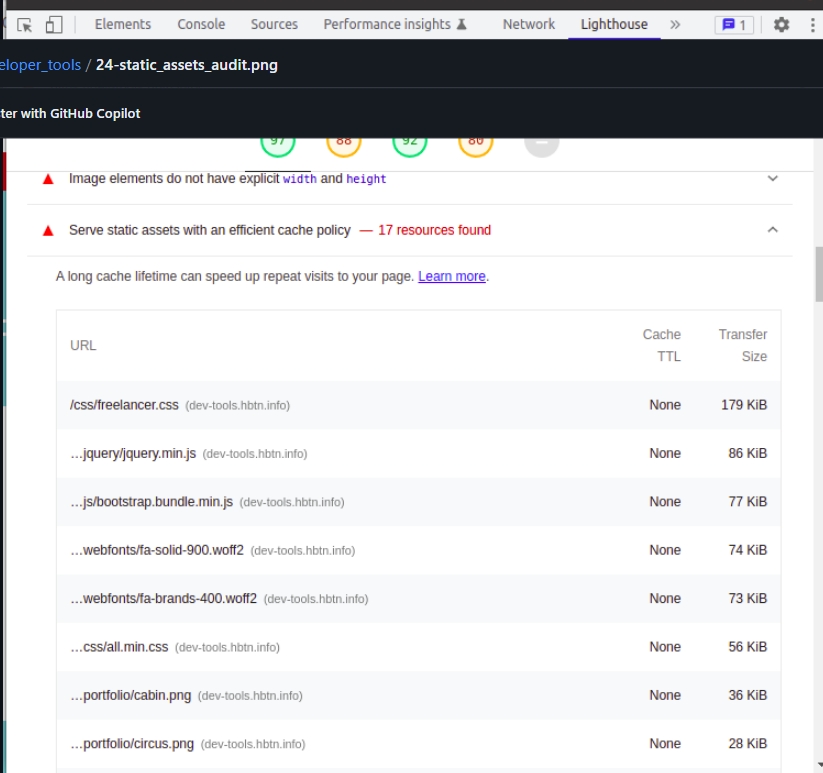 Elements Console Sources Performance insights Network Lighthouse » 1
eloper_tools / 24-static_assets_audit.png
ter with GitHub Copilot
97 88 92 80
Image elements do not have explicit width and height
Serve static assets with an efficient cache policy — 17 resources found
A long cache lifetime can speed up repeat visits to your page. Learn more.
URL Cache TTL Transfer Size
/css/freelancer.css (dev-tools.hbtn.info) None 179 KiB
…jquery/jquery.min.js (dev-tools.hbtn.info) None 86 KiB
…js/bootstrap.bundle.min.js (dev-tools.hbtn.info) None 77 KiB
…webfonts/fa-solid-900.woff2 (dev-tools.hbtn.info) None 74 KiB
…webfonts/fa-brands-400.woff2 (dev-tools.hbtn.info) None 73 KiB
…css/all.min.css (dev-tools.hbtn.info) None 56 KiB
…portfolio/cabin.png (dev-tools.hbtn.info) None 36 KiB
…portfolio/circus.png (dev-tools.hbtn.info) None 28 KiB